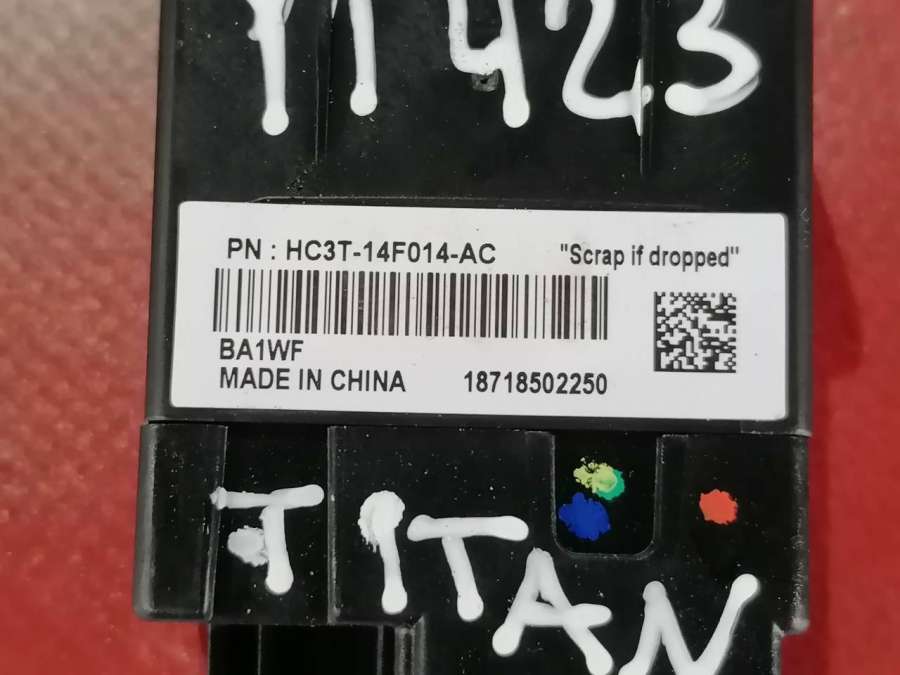 11423
PN : HC3T-14F014-AC "Scrap if dropped"
BA1WF
MADE IN CHINA 18718502250
TITAN